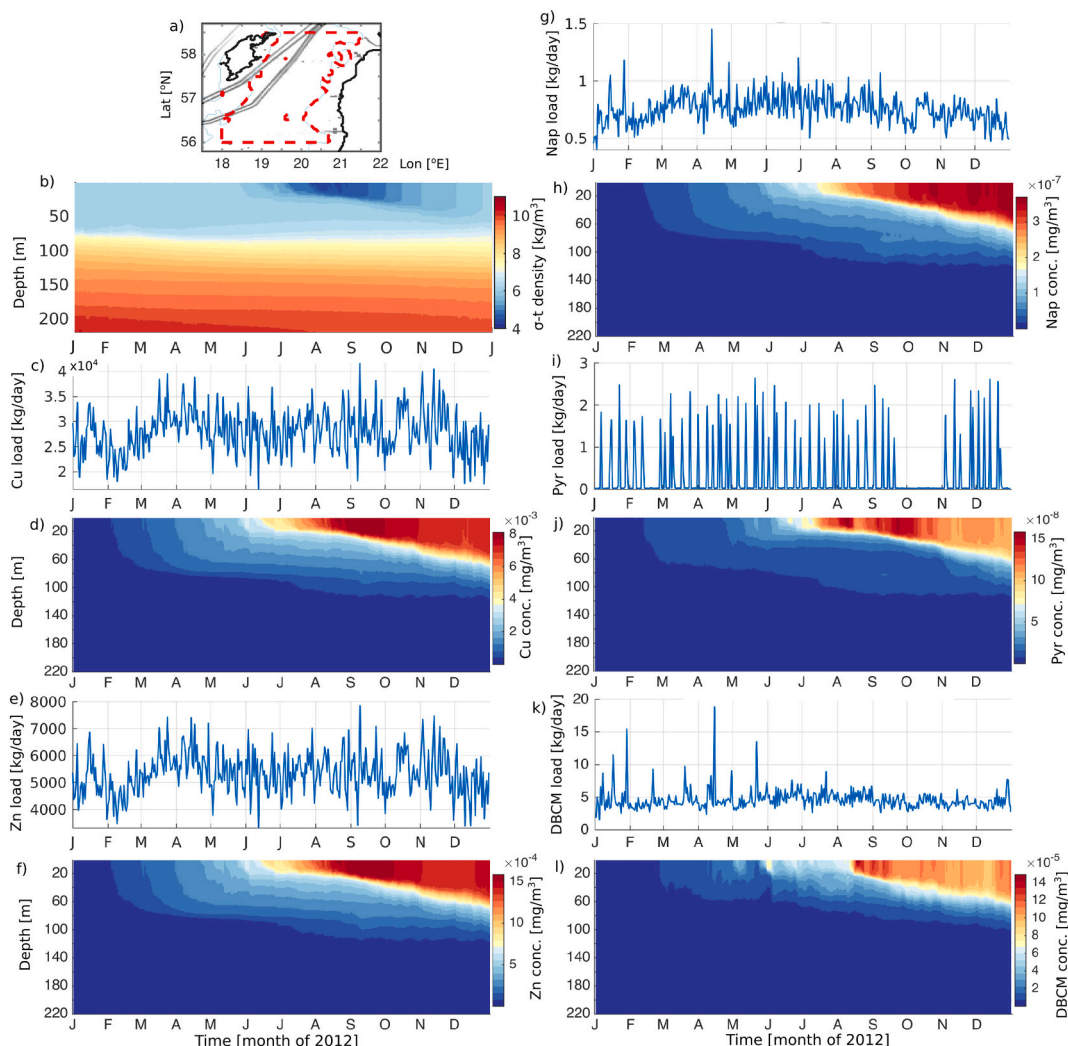 a)
Lat [°N]
58
57
56
18 19 20 21 22
Lon [°E]
b)
Depth [m]
50
100
150
200
J F M A M J J A S O N D J
10
8
6
4
σ-t density [kg/m³]
c)
×10⁴
Cu load [kg/day]
4
3.5
3
2.5
2
J F M A M J J A S O N D
d)
Depth [m]
20
60
100
140
180
220
J F M A M J J A S O N D
×10⁻³
8
6
4
2
Cu conc. [mg/m³]
e)
Zn load [kg/day]
8000
7000
6000
5000
4000
J F M A M J J A S O N D
f)
Depth [m]
20
60
100
140
180
220
J F M A M J J A S O N D
Time [month of 2012]
×10⁻⁴
15
10
5
Zn conc. [mg/m³]
g)
Nap load [kg/day]
1.5
1
0.5
J F M A M J J A S O N D
h)
20
60
100
140
180
220
J F M A M J J A S O N D
×10⁻⁷
3
2
1
Nap conc. [mg/m³]
i)
Pyr load [kg/day]
3
2
1
0
J F M A M J J A S O N D
j)
20
60
100
140
180
220
J F M A M J J A S O N D
×10⁻⁸
15
10
5
Pyr conc. [mg/m³]
k)
DBCM load [kg/day]
20
15
10
5
0
J F M A M J J A S O N D
l)
20
60
100
140
180
220
J F M A M J J A S O N D
Time [month of 2012]
×10⁻⁵
14
12
10
8
6
4
2
DBCM conc. [mg/m³]